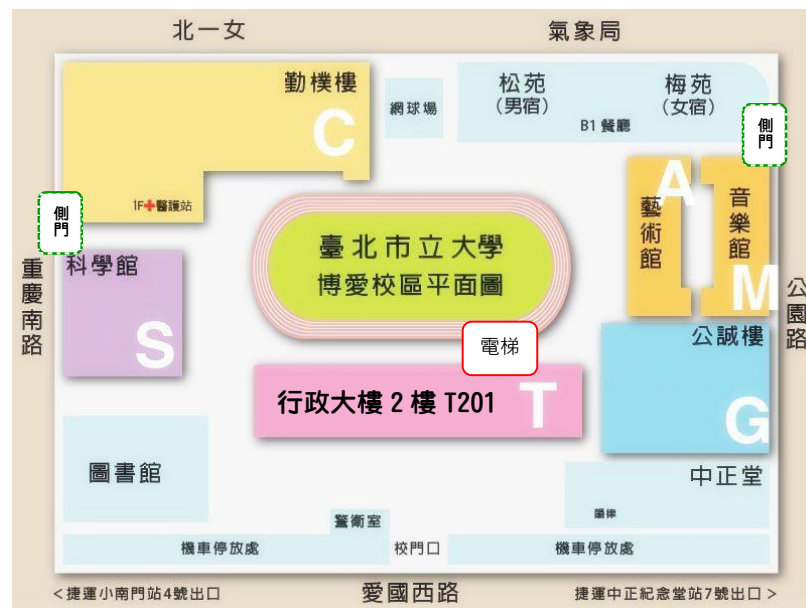 北一女
氣象局
勤樸樓
C
網球場
松苑
(男宿)
梅苑
(女宿)
B1 餐廳
側門
1F✚醫護站
側門
A
藝術館
音樂館
M
臺北市立大學
博愛校區平面圖
重慶南路
科學館
S
公園路
電梯
公誠樓
G
行政大樓 2 樓 T201
T
圖書館
中正堂
韻律
警衛室
機車停放處
校門口
機車停放處
<捷運小南門站4號出口
愛國西路
捷運中正紀念堂站7號出口 >